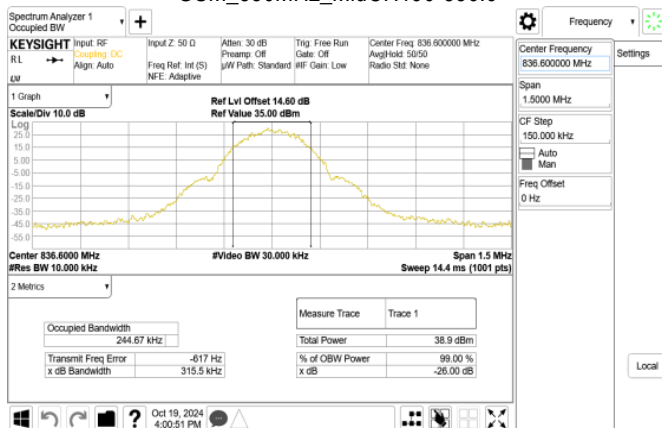 Spectrum Analyzer 1
Occupied BW
Frequency
KEYSIGHT
Input: RF
Coupling: DC
Align: Auto
Input Z: 50 Ω
Freq Ref: Int (S)
NFE: Adaptive
Atten: 30 dB
Preamp: Off
µW Path: Standard
Trig: Free Run
Gate: Off
#IF Gain: Low
Center Freq: 836.600000 MHz
Avg|Hold: 50/50
Radio Std: None
RL
Center Frequency
836.600000 MHz
Settings
Span
1.5000 MHz
CF Step
150.000 kHz
Auto
Man
Freq Offset
0 Hz
Local
1 Graph
Scale/Div 10.0 dB
Ref Lvl Offset 14.60 dB
Ref Value 35.00 dBm
Log
25.0
15.0
5.00
-5.00
-15.0
-25.0
-35.0
-45.0
-55.0
Center 836.6000 MHz
#Video BW 30.000 kHz
Span 1.5 MHz
#Res BW 10.000 kHz
Sweep 14.4 ms (1001 pts)
2 Metrics
Measure Trace
Trace 1
Occupied Bandwidth
244.67 kHz
Total Power
38.9 dBm
Transmit Freq Error
-617 Hz
% of OBW Power
99.00 %
x dB Bandwidth
315.5 kHz
x dB
-26.00 dB
Oct 19, 2024
4:00:51 PM